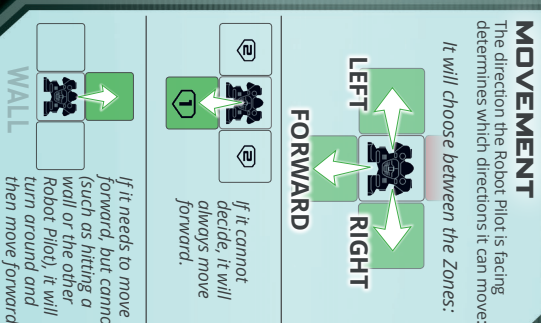 MOVEMENT
The direction the Robot Pilot is facing
determines which directions it can move:
It will choose between the Zones:
LEFT
RIGHT
FORWARD
2
2
1
If it cannot
decide, it will
always move
forward.
If it needs to move
forward, but
(such as hitting a
wall or the other
Robot Pilot), it will
turn around and
then move forward
WALL